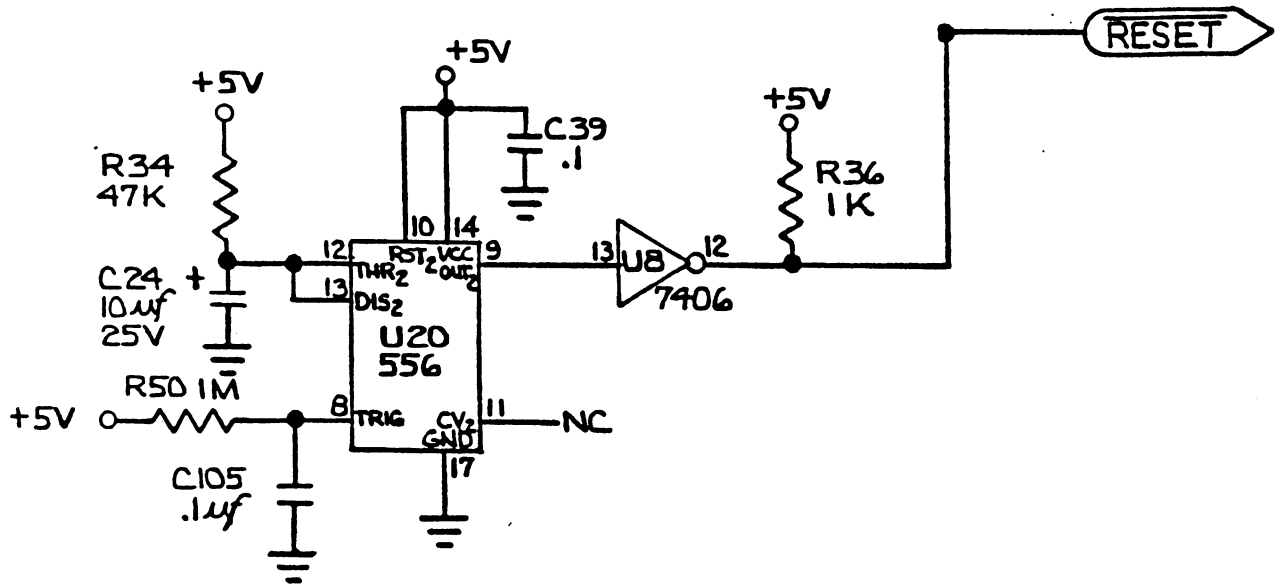 RESET
+5V
+5V
+5V
C39
.1
R34
47K
R36
1K
10
14
12
RST2
VCC
9
13
U8
12
THR2
OUT2
C24
+
13
DIS2
7406
10µf
25V
U20
556
R50 1M
+5V
8
TRIG
CV2
11
NC
GND
17
C105
.1µf